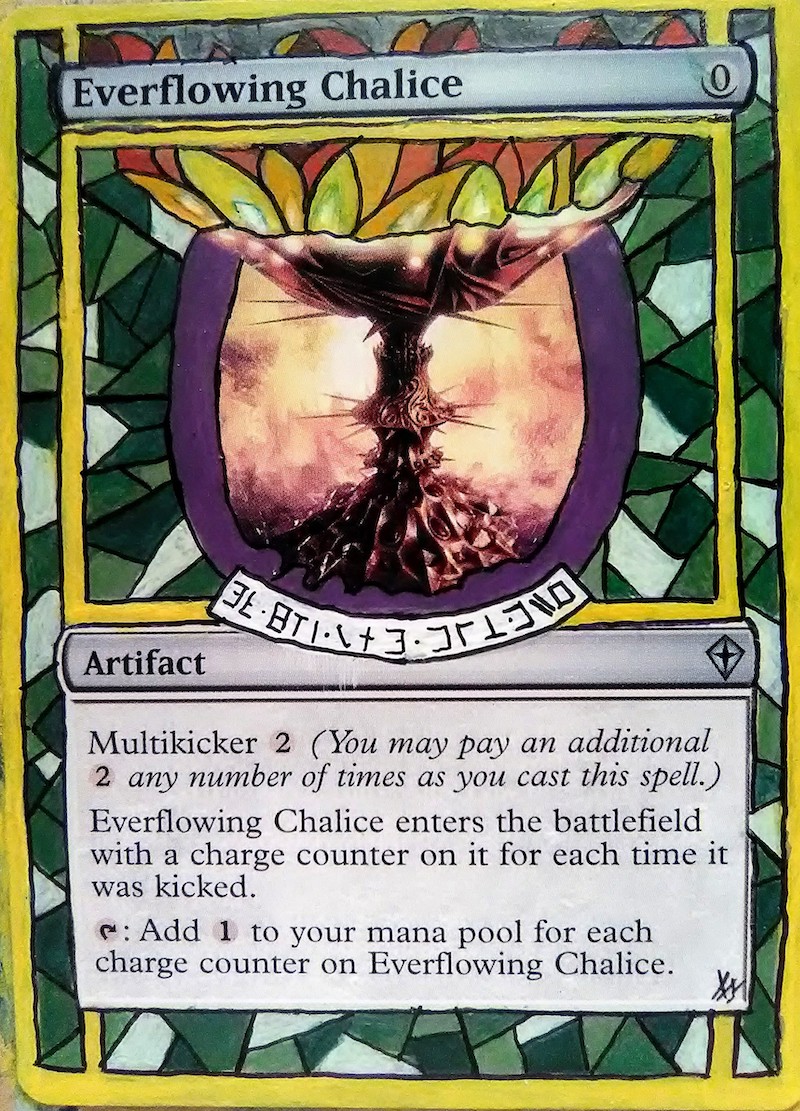 Everflowing Chalice 0
Artifact
Multikicker 2 (You may pay an additional
2 any number of times as you cast this spell.)
Everflowing Chalice enters the battlefield
with a charge counter on it for each time it
was kicked.
: Add 1 to your mana pool for each
charge counter on Everflowing Chalice.